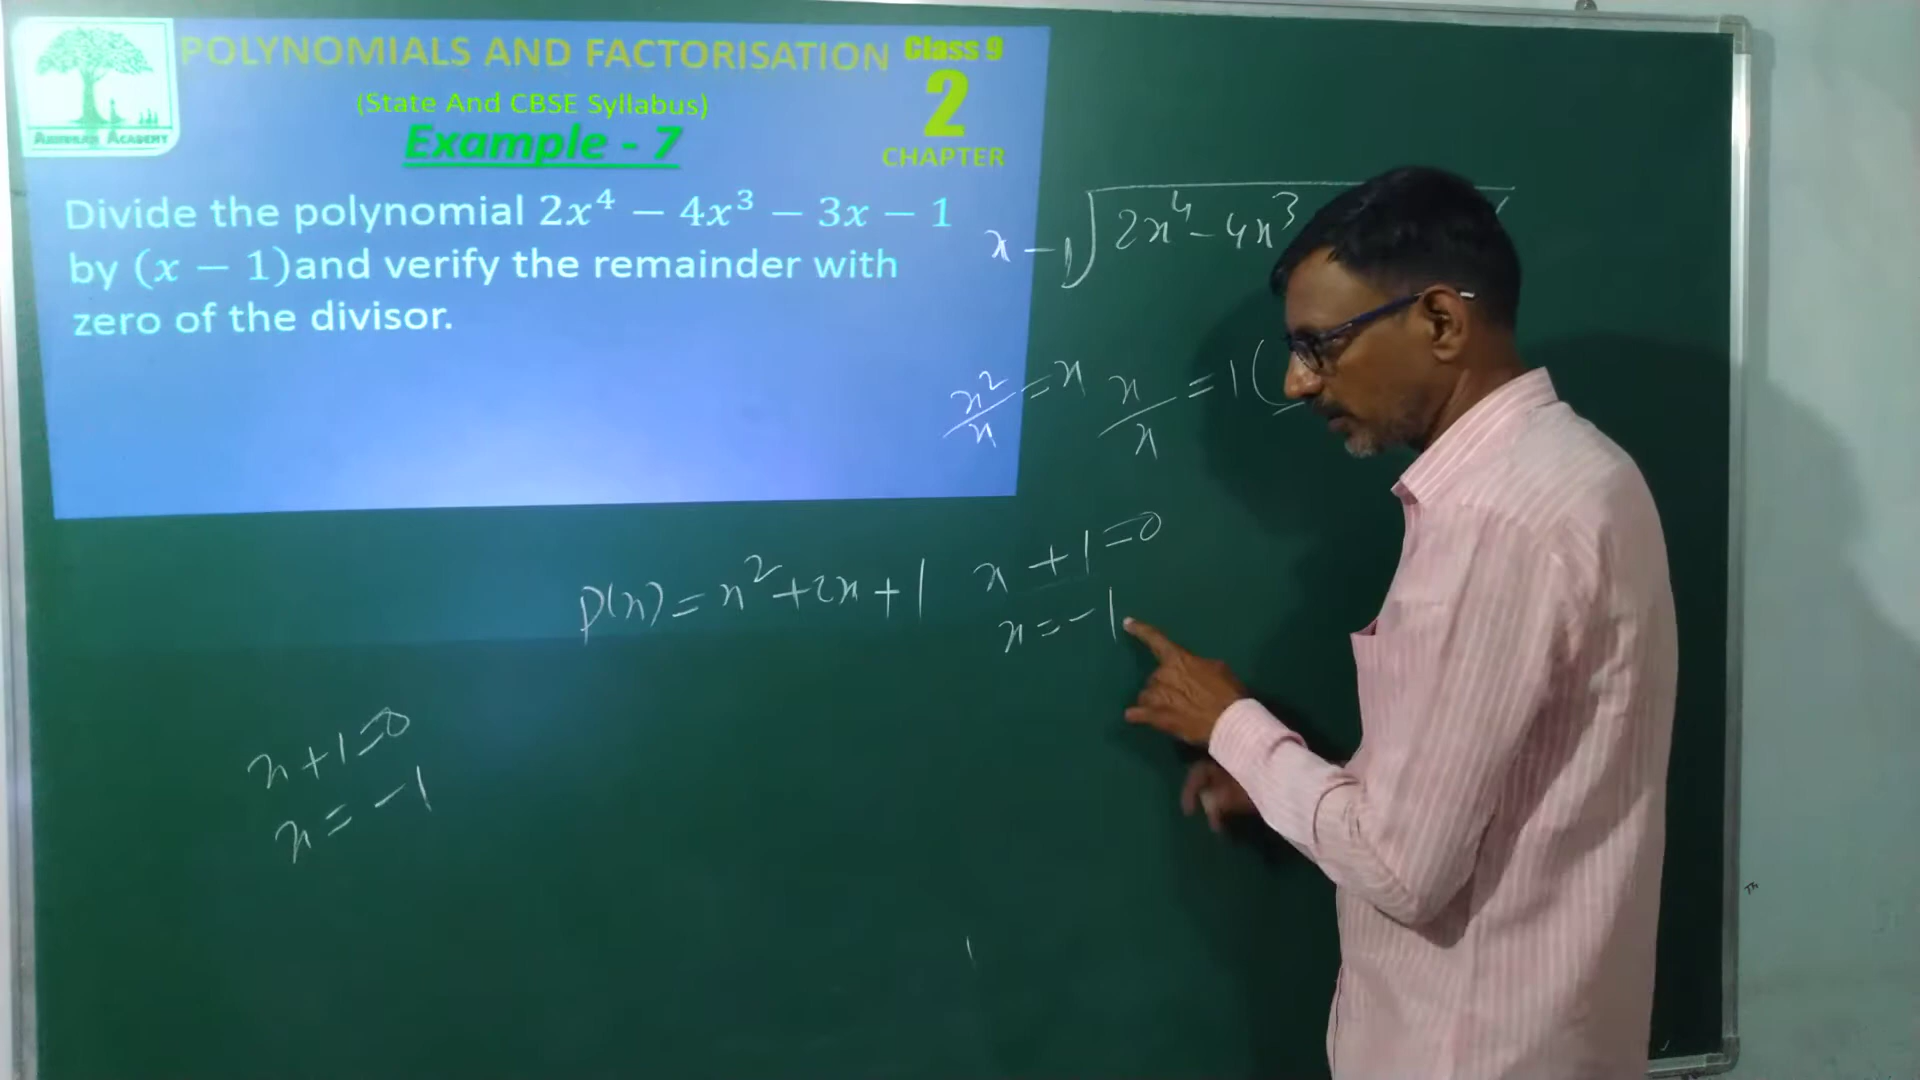 POLYNOMIALS AND FACTORISATION
Class 9
(State And CBSE Syllabus)
2
Example - 7
CHAPTER
ACADEMY
Divide the polynomial 2x⁴ − 4x³ − 3x − 1
by (x − 1)and verify the remainder with
zero of the divisor.
x − 1) 2x⁴ − 4x³
x²/x = x
x/x = 1(
P(x) = x² + 2x + 1
x + 1 = 0
x = −1
x + 1 = 0
x = −1